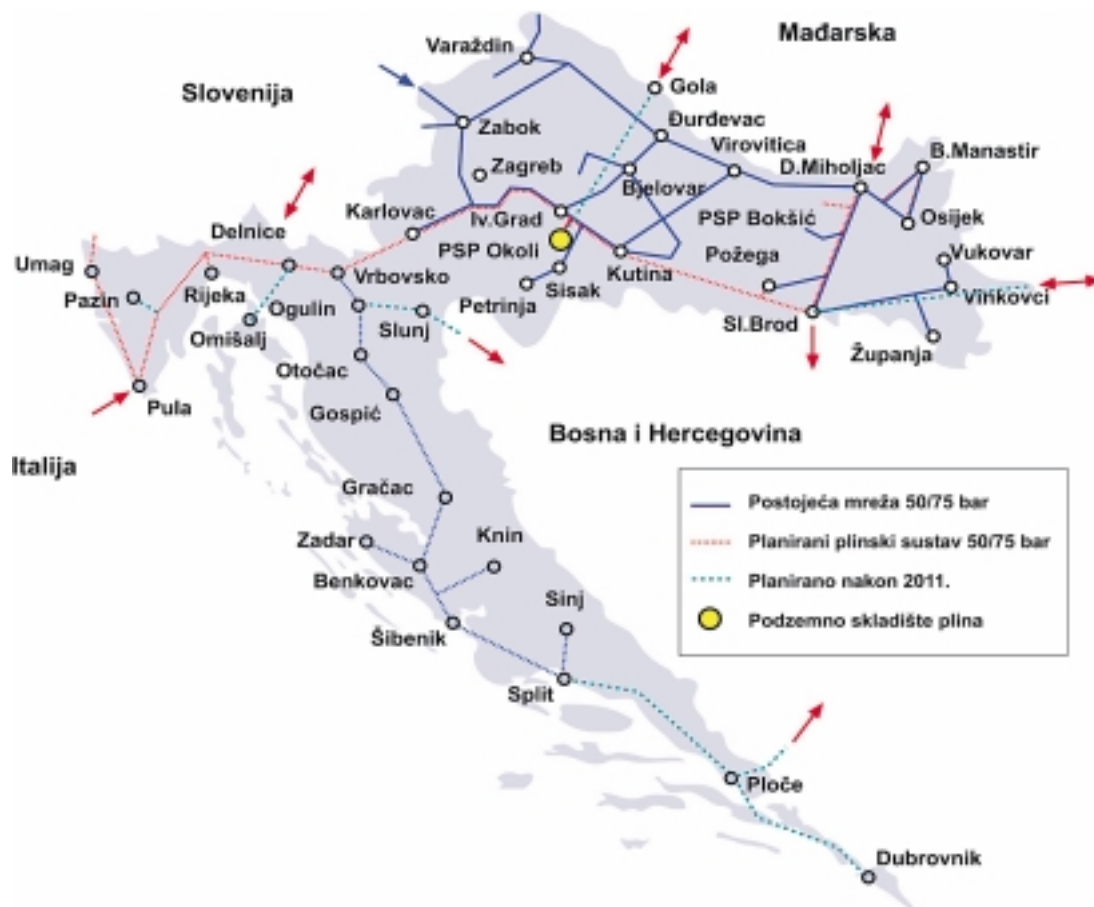 Mađarska
Varaždin
Slovenija
Gola
Zabok
Đurđevac
Virovitica
B.Manastir
Zagreb
D.Miholjac
Bjelovar
Karlovac
Iv.Grad
PSP Bokšić
Osijek
Delnice
PSP Okoli
Požega
Vukovar
Umag
Vrbovsko
Kutina
Pazin
Rijeka
Petrinja
Sisak
Vinkovci
Ogulin
Slunj
Sl.Brod
Omišalj
Županja
Otočac
Pula
Gospić
Bosna i Hercegovina
Italija
Gračac
Postojeća mreža 50/75 bar
Zadar
Knin
Planirani plinski sustav 50/75 bar
Benkovac
Planirano nakon 2011.
Sinj
Podzemno skladište plina
Šibenik
Split
Ploče
Dubrovnik